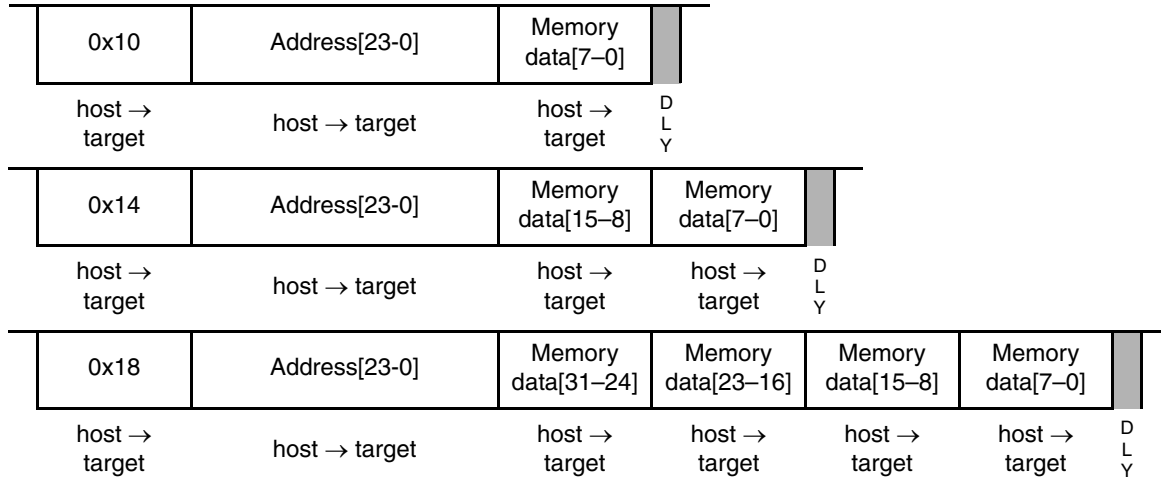 0x10 Address[23-0] Memory
data[7–0]
host → host → target host → D
target target L
Y
0x14 Address[23-0] Memory Memory
data[15–8] data[7–0]
host → host → target host → host → D
target target target L
Y
0x18 Address[23-0] Memory Memory Memory Memory
data[31–24] data[23–16] data[15–8] data[7–0]
host → host → target host → host → host → host → D
target target target target target L
Y